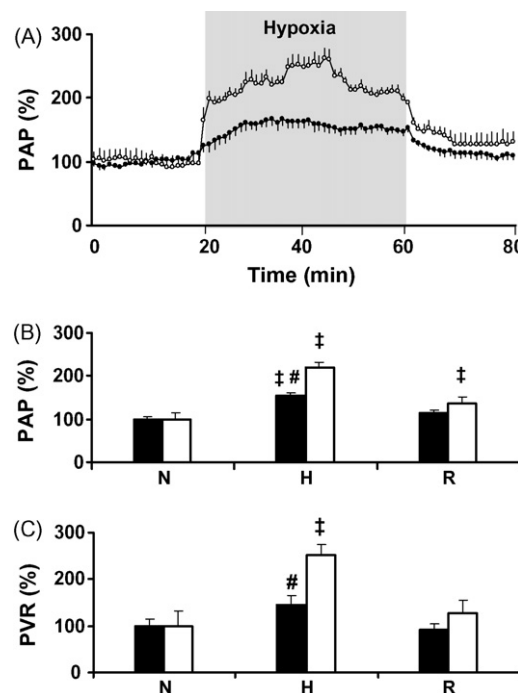 (A)
300
Hypoxia
200
100
0
PAP (%)
0 20 40 60 80
Time (min)
(B)
300
‡
200
‡ #
‡
100
0
PAP (%)
N H R
(C)
300
‡
200
#
100
0
PVR (%)
N H R